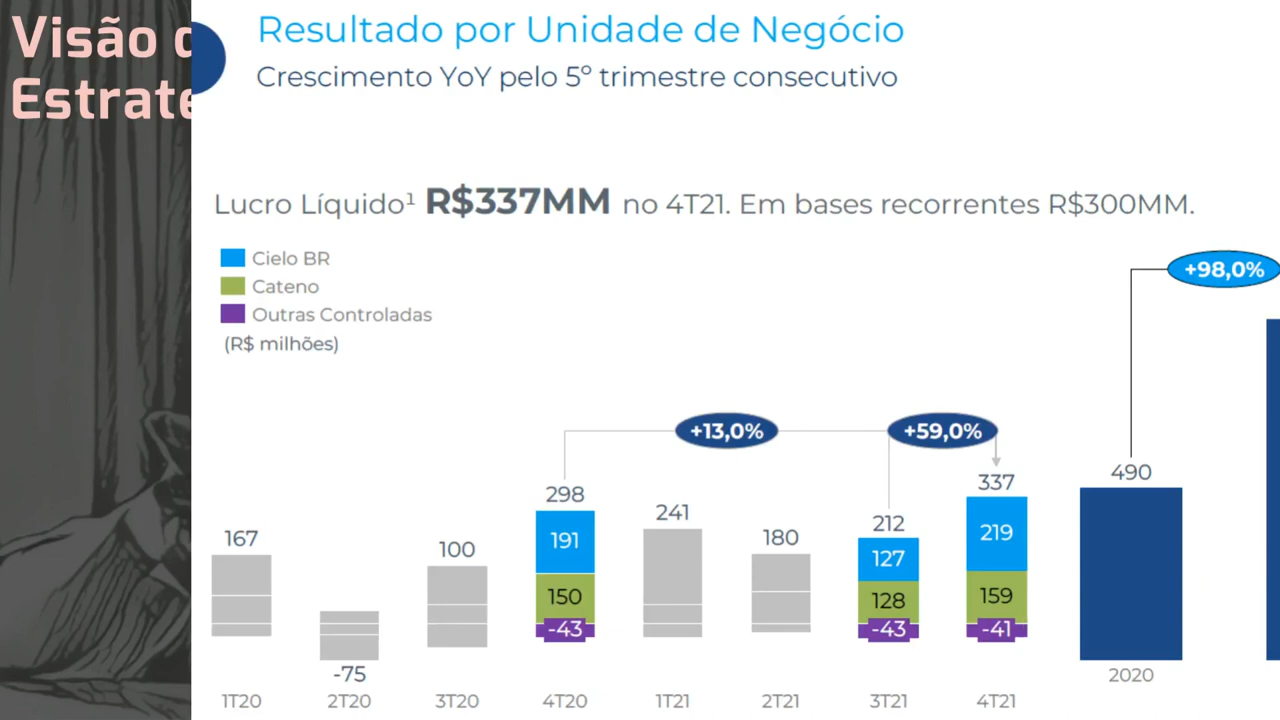 Visão
Estrate
Resultado por Unidade de Negócio
Crescimento YoY pelo 5º trimestre consecutivo
Lucro Líquido¹ R$337MM no 4T21. Em bases recorrentes R$300MM.
Cielo BR
Cateno
Outras Controladas
(R$ milhões)
+98,0%
+13,0% +59,0%
167 -75 100 298 241 180 212 337 490
191 127 219
150 128 159
-43 -43 -41
1T20 2T20 3T20 4T20 1T21 2T21 3T21 4T21 2020